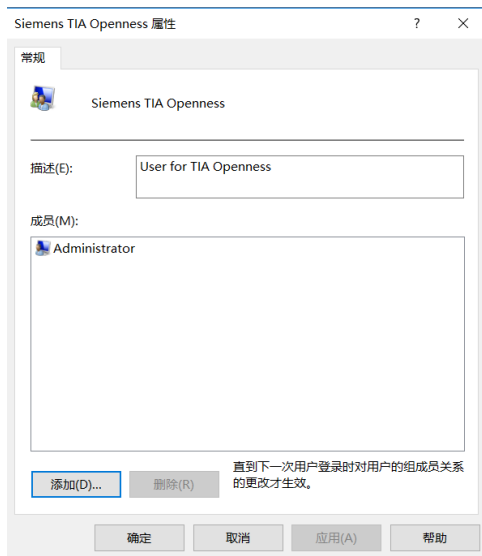 Siemens TIA Openness 属性
常规
Siemens TIA Openness
描述(E):
User for TIA Openness
成员(M):
Administrator
添加(D)...
删除(R)
直到下一次用户登录时对用户的组成员关系
的更改才生效。
确定
取消
应用(A)
帮助